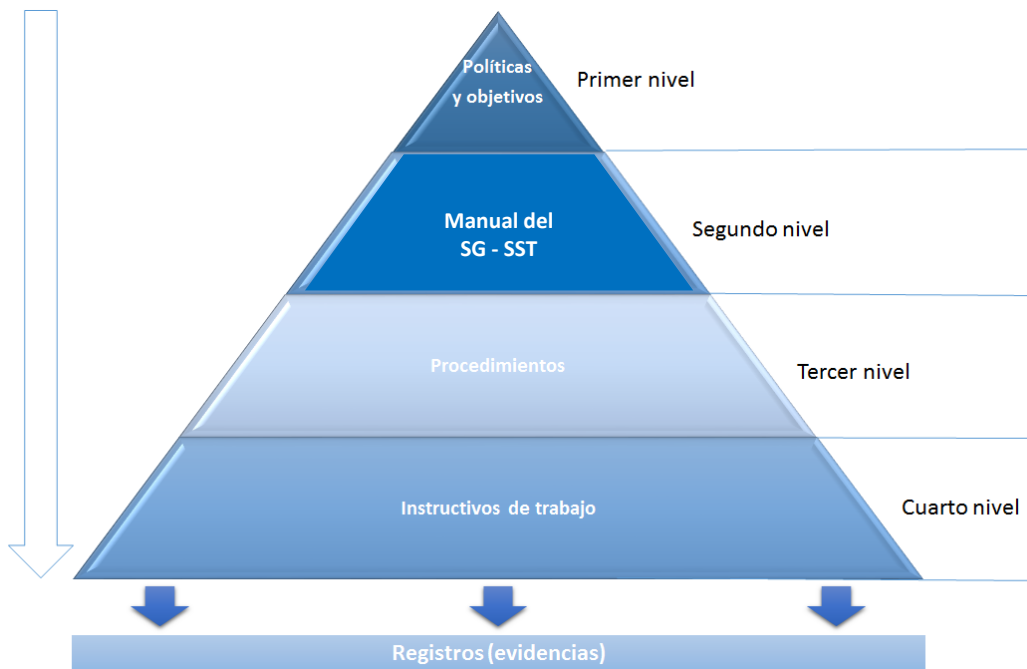 Políticas
y objetivos
Primer nivel
Manual del
SG - SST
Segundo nivel
Procedimientos
Tercer nivel
Instructivos de trabajo
Cuarto nivel
Registros (evidencias)